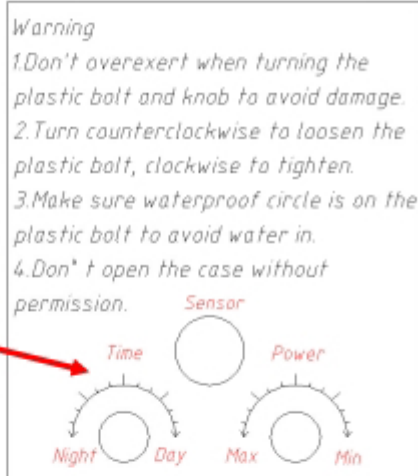 Warning
1.Don't overexert when turning the
plastic bolt and knob to avoid damage.
2.Turn counterclockwise to loosen the
plastic bolt, clockwise to tighten.
3.Make sure waterproof circle is on the
plastic bolt to avoid water in.
4.Don" t open the case without
permission.
Sensor
Time Power
Night Day Max Min